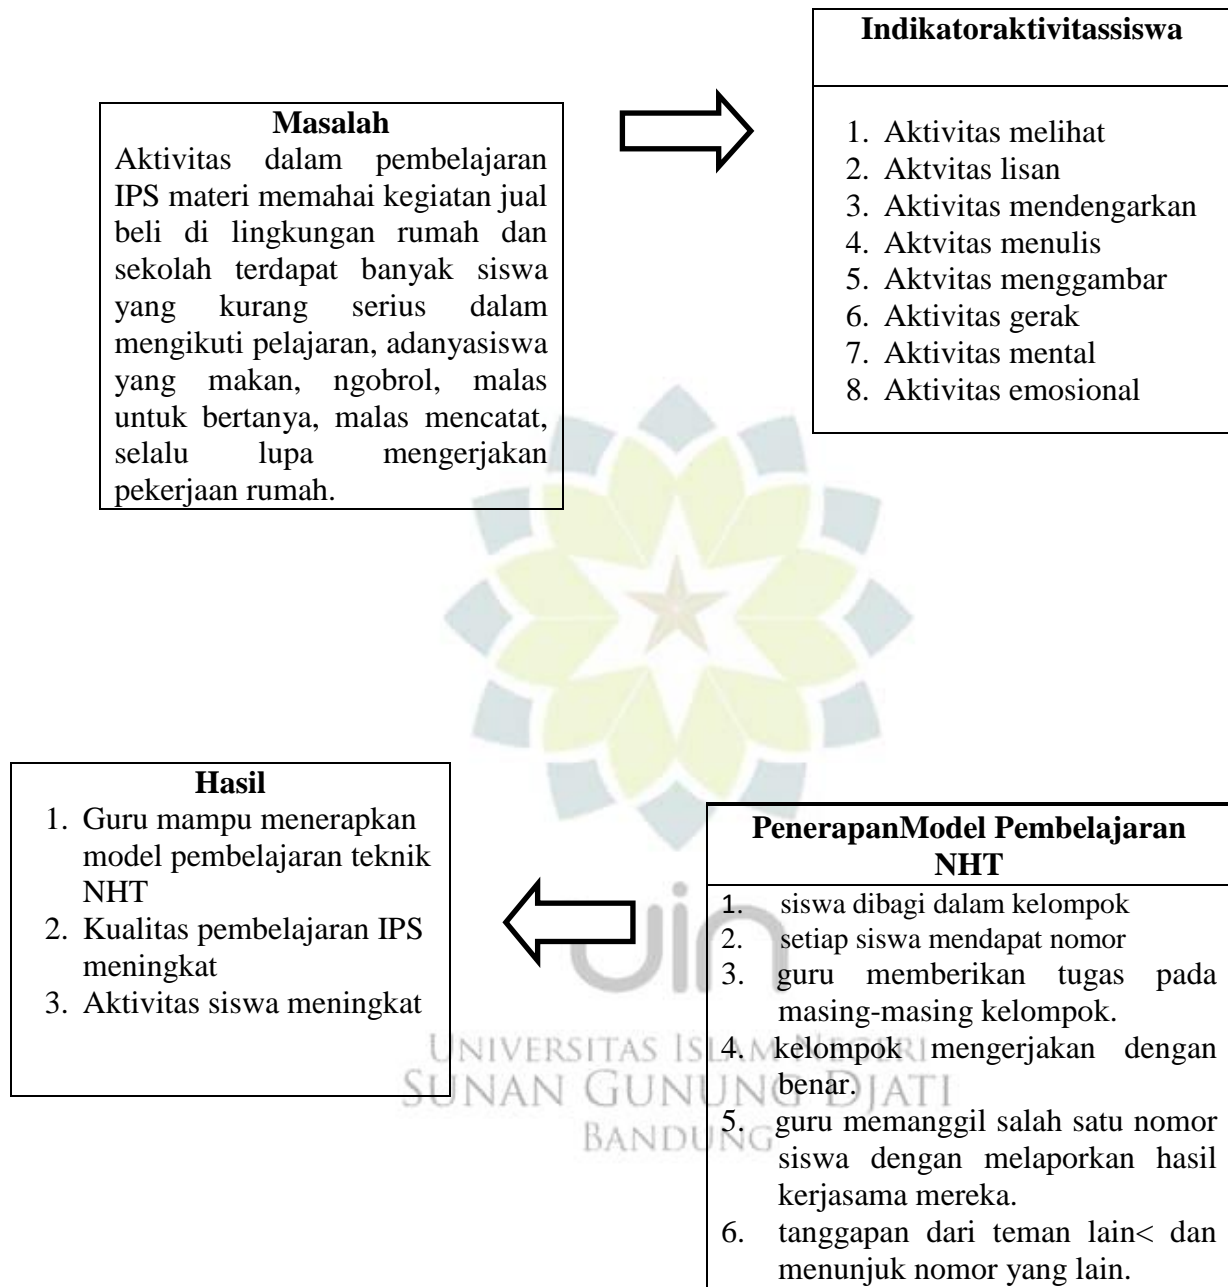 Masalah
Aktivitas dalam pembelajaran
IPS materi memahai kegiatan jual
beli di lingkungan rumah dan
sekolah terdapat banyak siswa
yang kurang serius dalam
mengikuti pelajaran, adanyasiswa
yang makan, ngobrol, malas
untuk bertanya, malas mencatat,
selalu lupa mengerjakan
pekerjaan rumah.
Indikatoraktivitassiswa
1. Aktivitas melihat
2. Aktvitas lisan
3. Aktivitas mendengarkan
4. Aktvitas menulis
5. Aktvitas menggambar
6. Aktivitas gerak
7. Aktivitas mental
8. Aktivitas emosional
Hasil
1. Guru mampu menerapkan
model pembelajaran teknik
NHT
2. Kualitas pembelajaran IPS
meningkat
3. Aktivitas siswa meningkat
PenerapanModel Pembelajaran
NHT
1. siswa dibagi dalam kelompok
2. setiap siswa mendapat nomor
3. guru memberikan tugas pada
masing-masing kelompok.
4. kelompok mengerjakan dengan
benar.
5. guru memanggil salah satu nomor
siswa dengan melaporkan hasil
kerjasama mereka.
6. tanggapan dari teman lain< dan
menunjuk nomor yang lain.
uin
UNIVERSITAS ISLAM NEGERI
SUNAN GUNUNG DJATI
BANDUNG